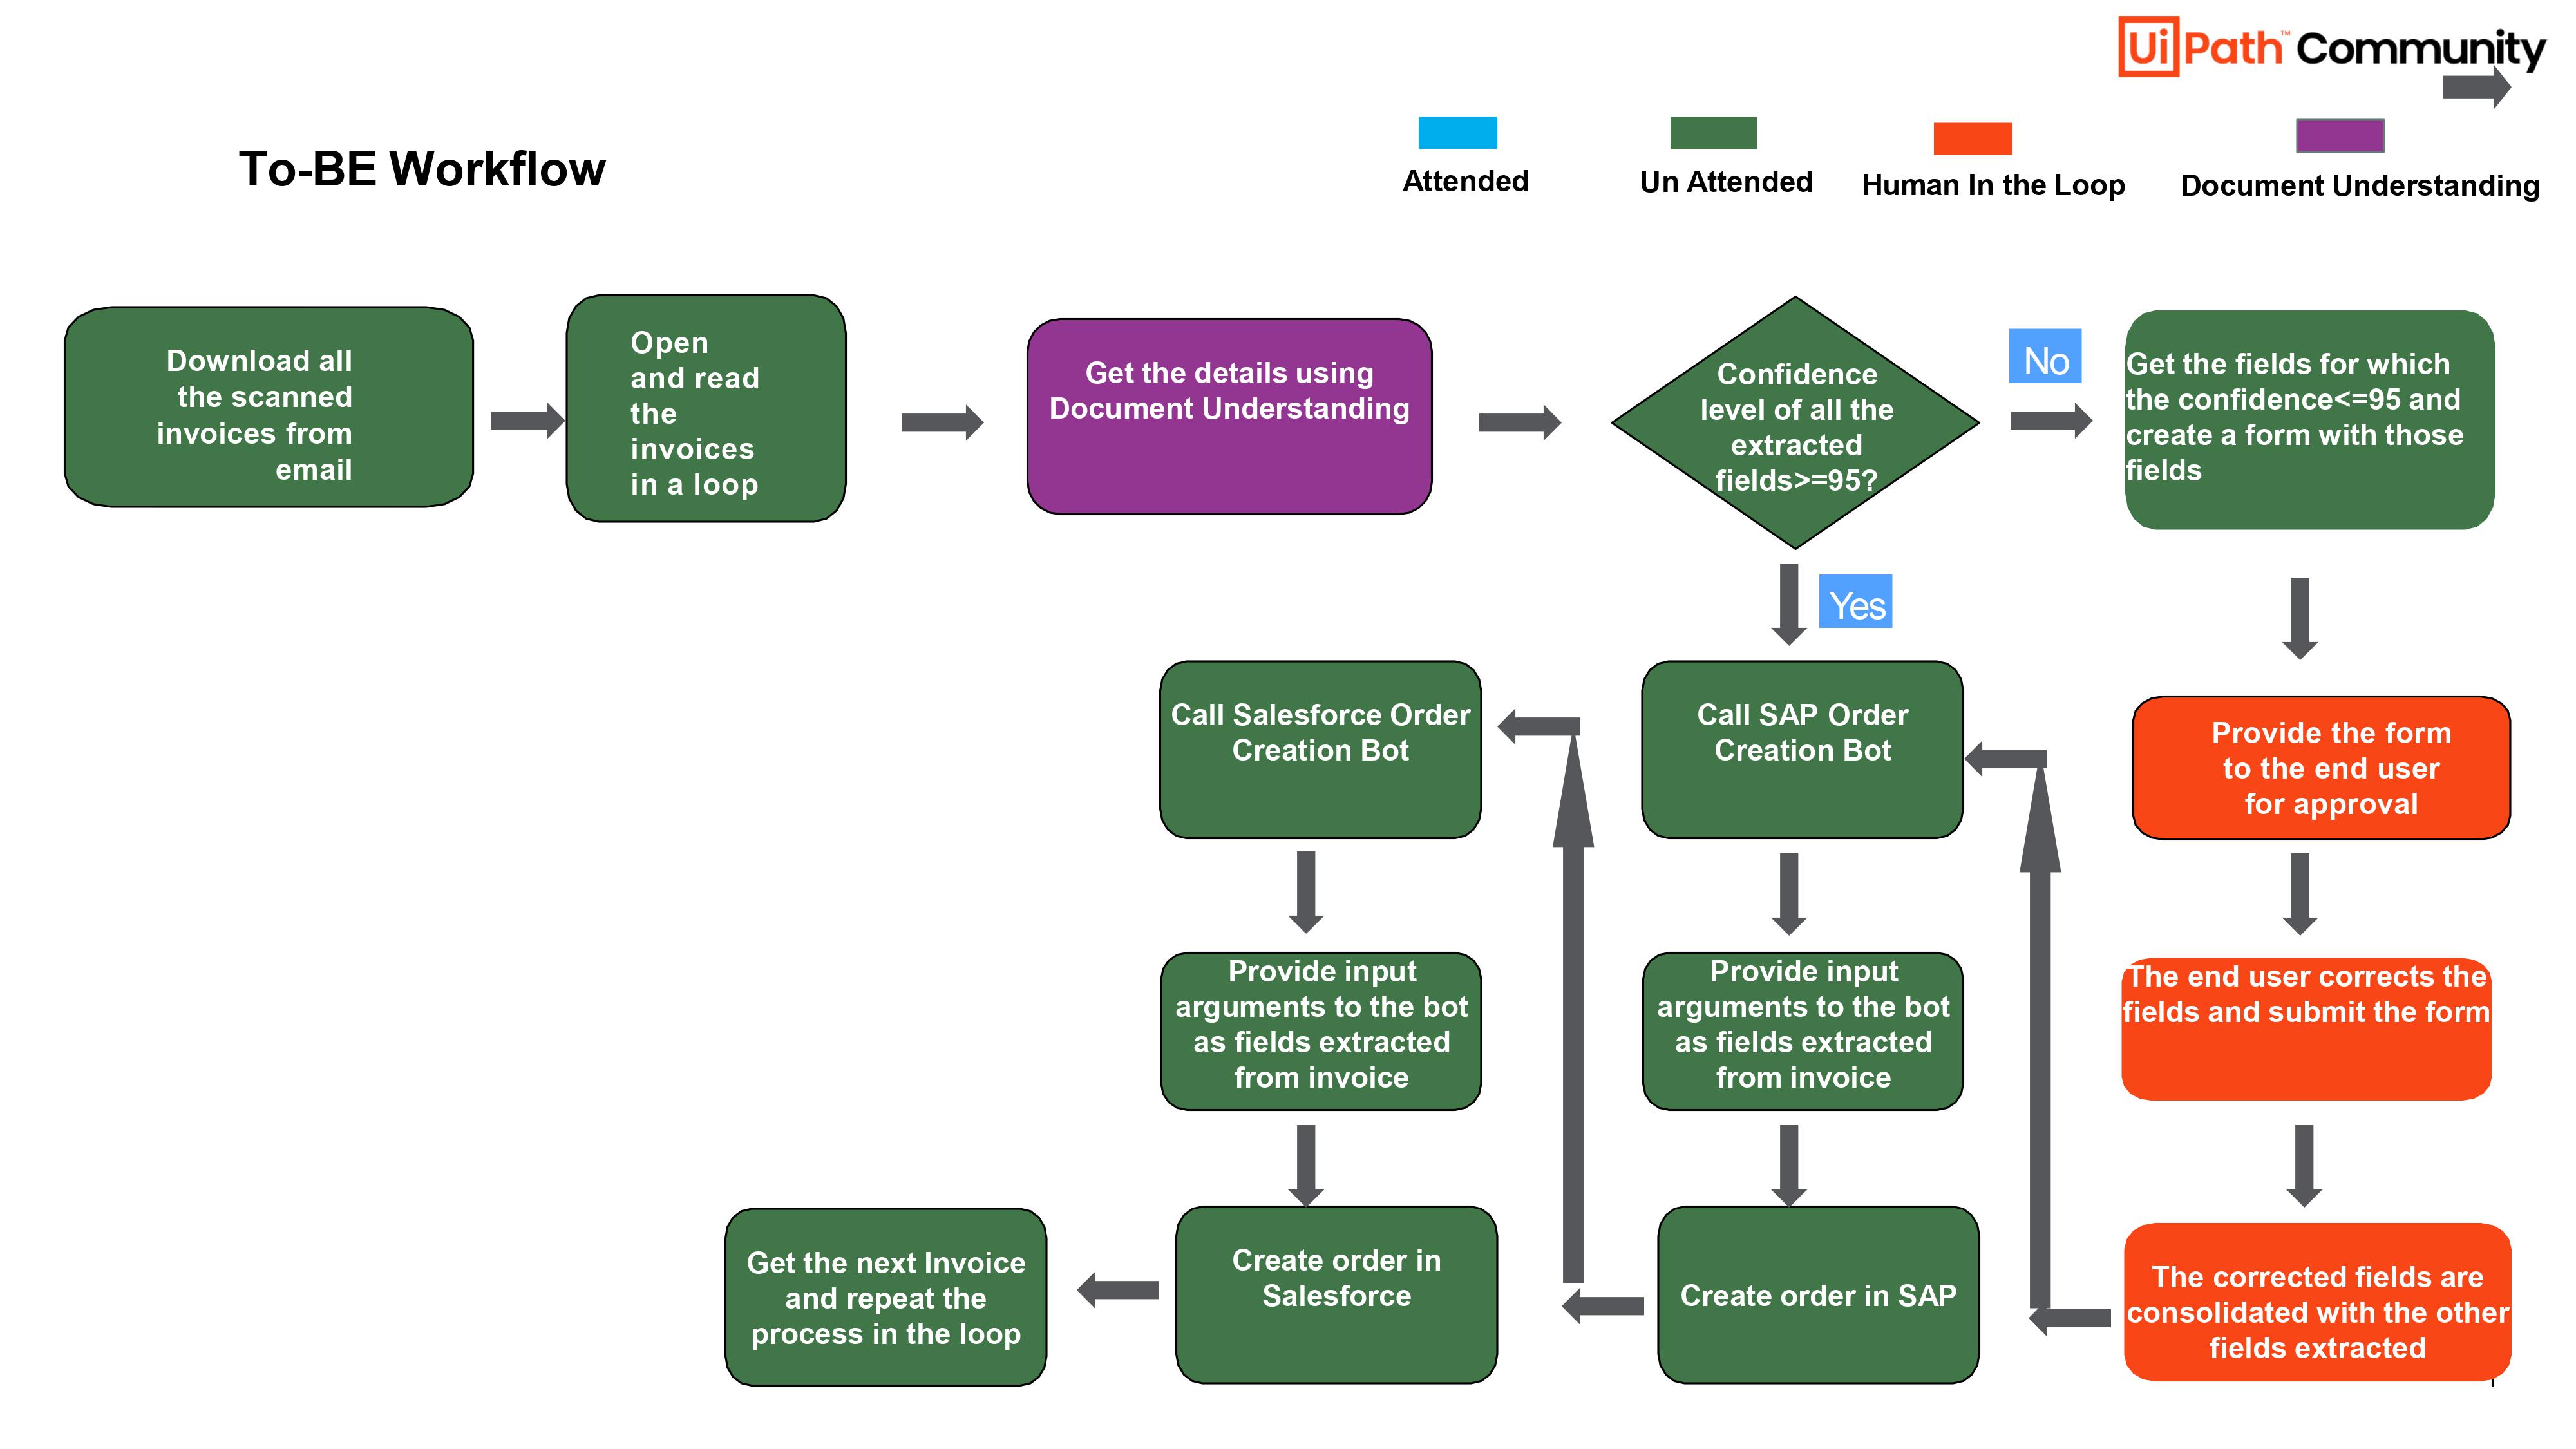 UiPath™ Community
To-BE Workflow
Attended
Un Attended
Human In the Loop
Document Understanding
Download all
the scanned
invoices from
email
Open
and read
the
invoices
in a loop
Get the details using
Document Understanding
Confidence
level of all the
extracted
fields>=95?
No
Get the fields for which
the confidence<=95 and
create a form with those
fields
Yes
Call Salesforce Order
Creation Bot
Call SAP Order
Creation Bot
Provide the form
to the end user
for approval
Provide input
arguments to the bot
as fields extracted
from invoice
Provide input
arguments to the bot
as fields extracted
from invoice
The end user corrects the
fields and submit the form
Get the next Invoice
and repeat the
process in the loop
Create order in
Salesforce
Create order in SAP
The corrected fields are
consolidated with the other
fields extracted